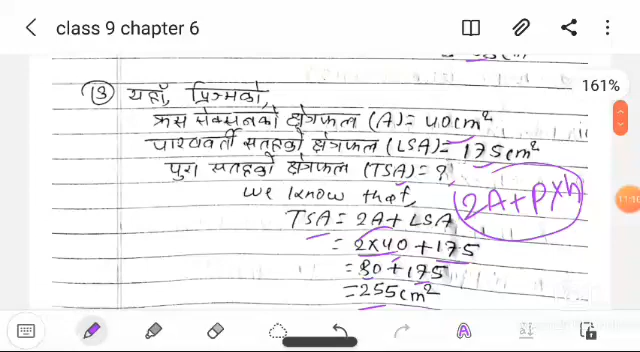 class 9 chapter 6
161%
③ यहाँ, प्रिज्मको,
क्रस सेक्सनको क्षेत्रफल (A) = 40cm²
पार्श्ववर्ती सतहको क्षेत्रफल (LSA) = 175cm²
पुरा सतहको क्षेत्रफल (TSA) = ?
we know that,
2A+P×h
TSA = 2A + LSA
= 2×40 + 175
= 80 + 175
= 255cm²
A